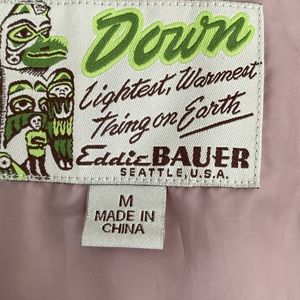 Down
Lightest, Warmest
Thing on Earth
Eddie BAUER
SEATTLE, U.S.A.
M
MADE IN
CHINA